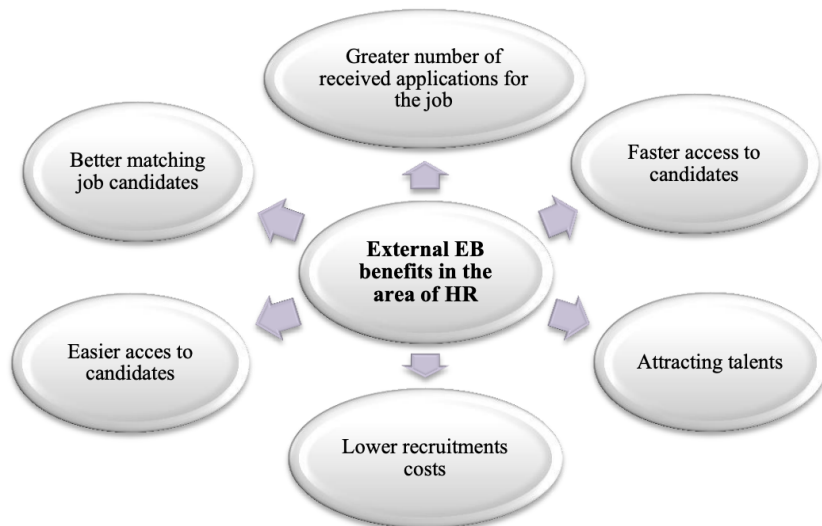 Greater number of
received applications for
the job
Better matching
job candidates
Faster access to
candidates
External EB
benefits in the
area of HR
Easier acces to
candidates
Attracting talents
Lower recruitments
costs